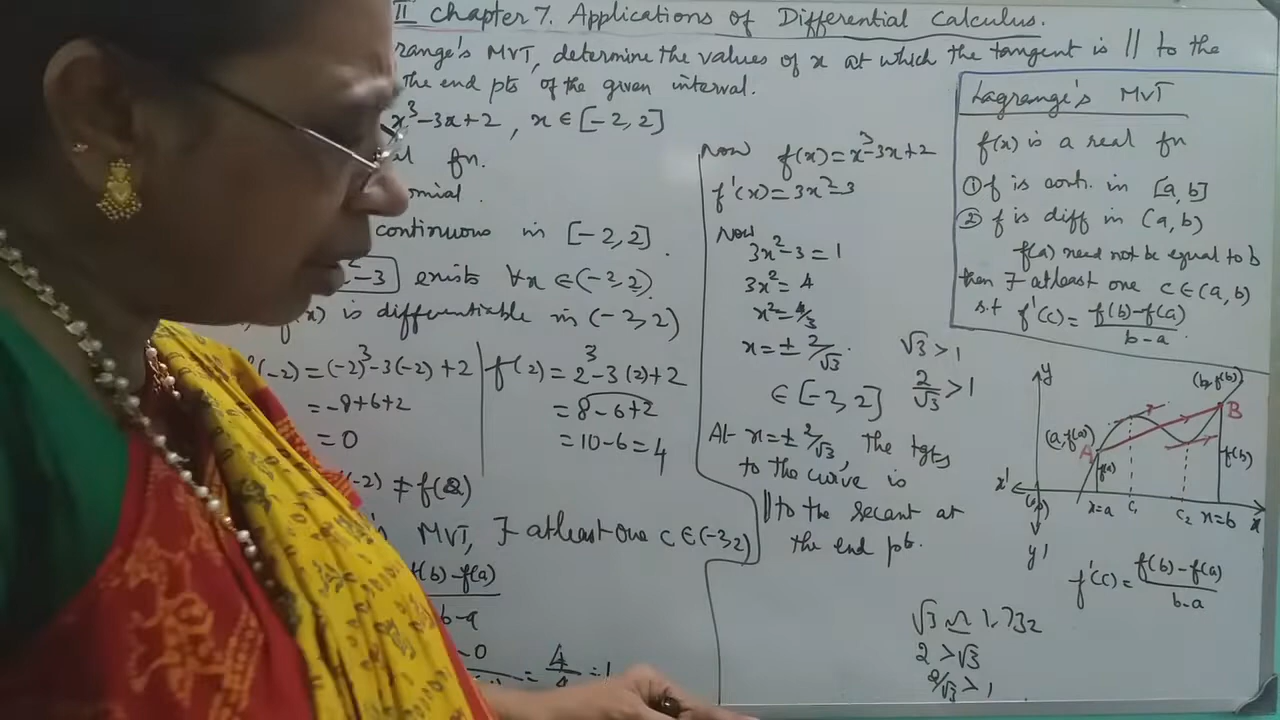 II Chapter 7. Applications of Differential Calculus.
range's MVT, determine the values of x at which the tangent is || to the
the end pts of the given interval.
x³-3x+2, x ∈ [-2,2]
al fn.
omial
continuous in [-2,2].
²-3 exists ∀x ∈ (-2,2).
f(x) is differentiable in (-2,2)
(-2) = (-2)³-3(-2)+2
= -8+6+2
= 0
f(2) = 2³-3(2)+2
= 8-6+2
= 10-6 = 4
(-2) ≠ f(2)
MVT, ∃ atleast one c ∈ (-2,2)
f(b)-f(a)
b-a
-0
= 4/4 = 1
Now f(x) = x³-3x+2
f'(x) = 3x²-3
Now
3x²-3 = 1
3x² = 4
x² = 4/3
x = ± 2/√3.
∈ [-2,2]
√3 > 1
2/√3 > 1
At x = ± 2/√3, the tgts
to the curve is
|| to the secant at
the end pts.
√3 ≃ 1.732
2 > √3
2/√3 > 1
Lagrange's MVT
f(x) is a real fn
① f is cont. in [a,b]
② f is diff in (a,b)
f(a) need not be equal to b
then ∃ atleast one c ∈ (a,b)
s.t f'(c) = f(b)-f(a)
b-a
y
(b,f(b))
B
(a,f(a))
A
f(a)
f(b)
x'
x=a
c₁
c₂
x=b
x
y'
f'(c) = f(b)-f(a)
b-a